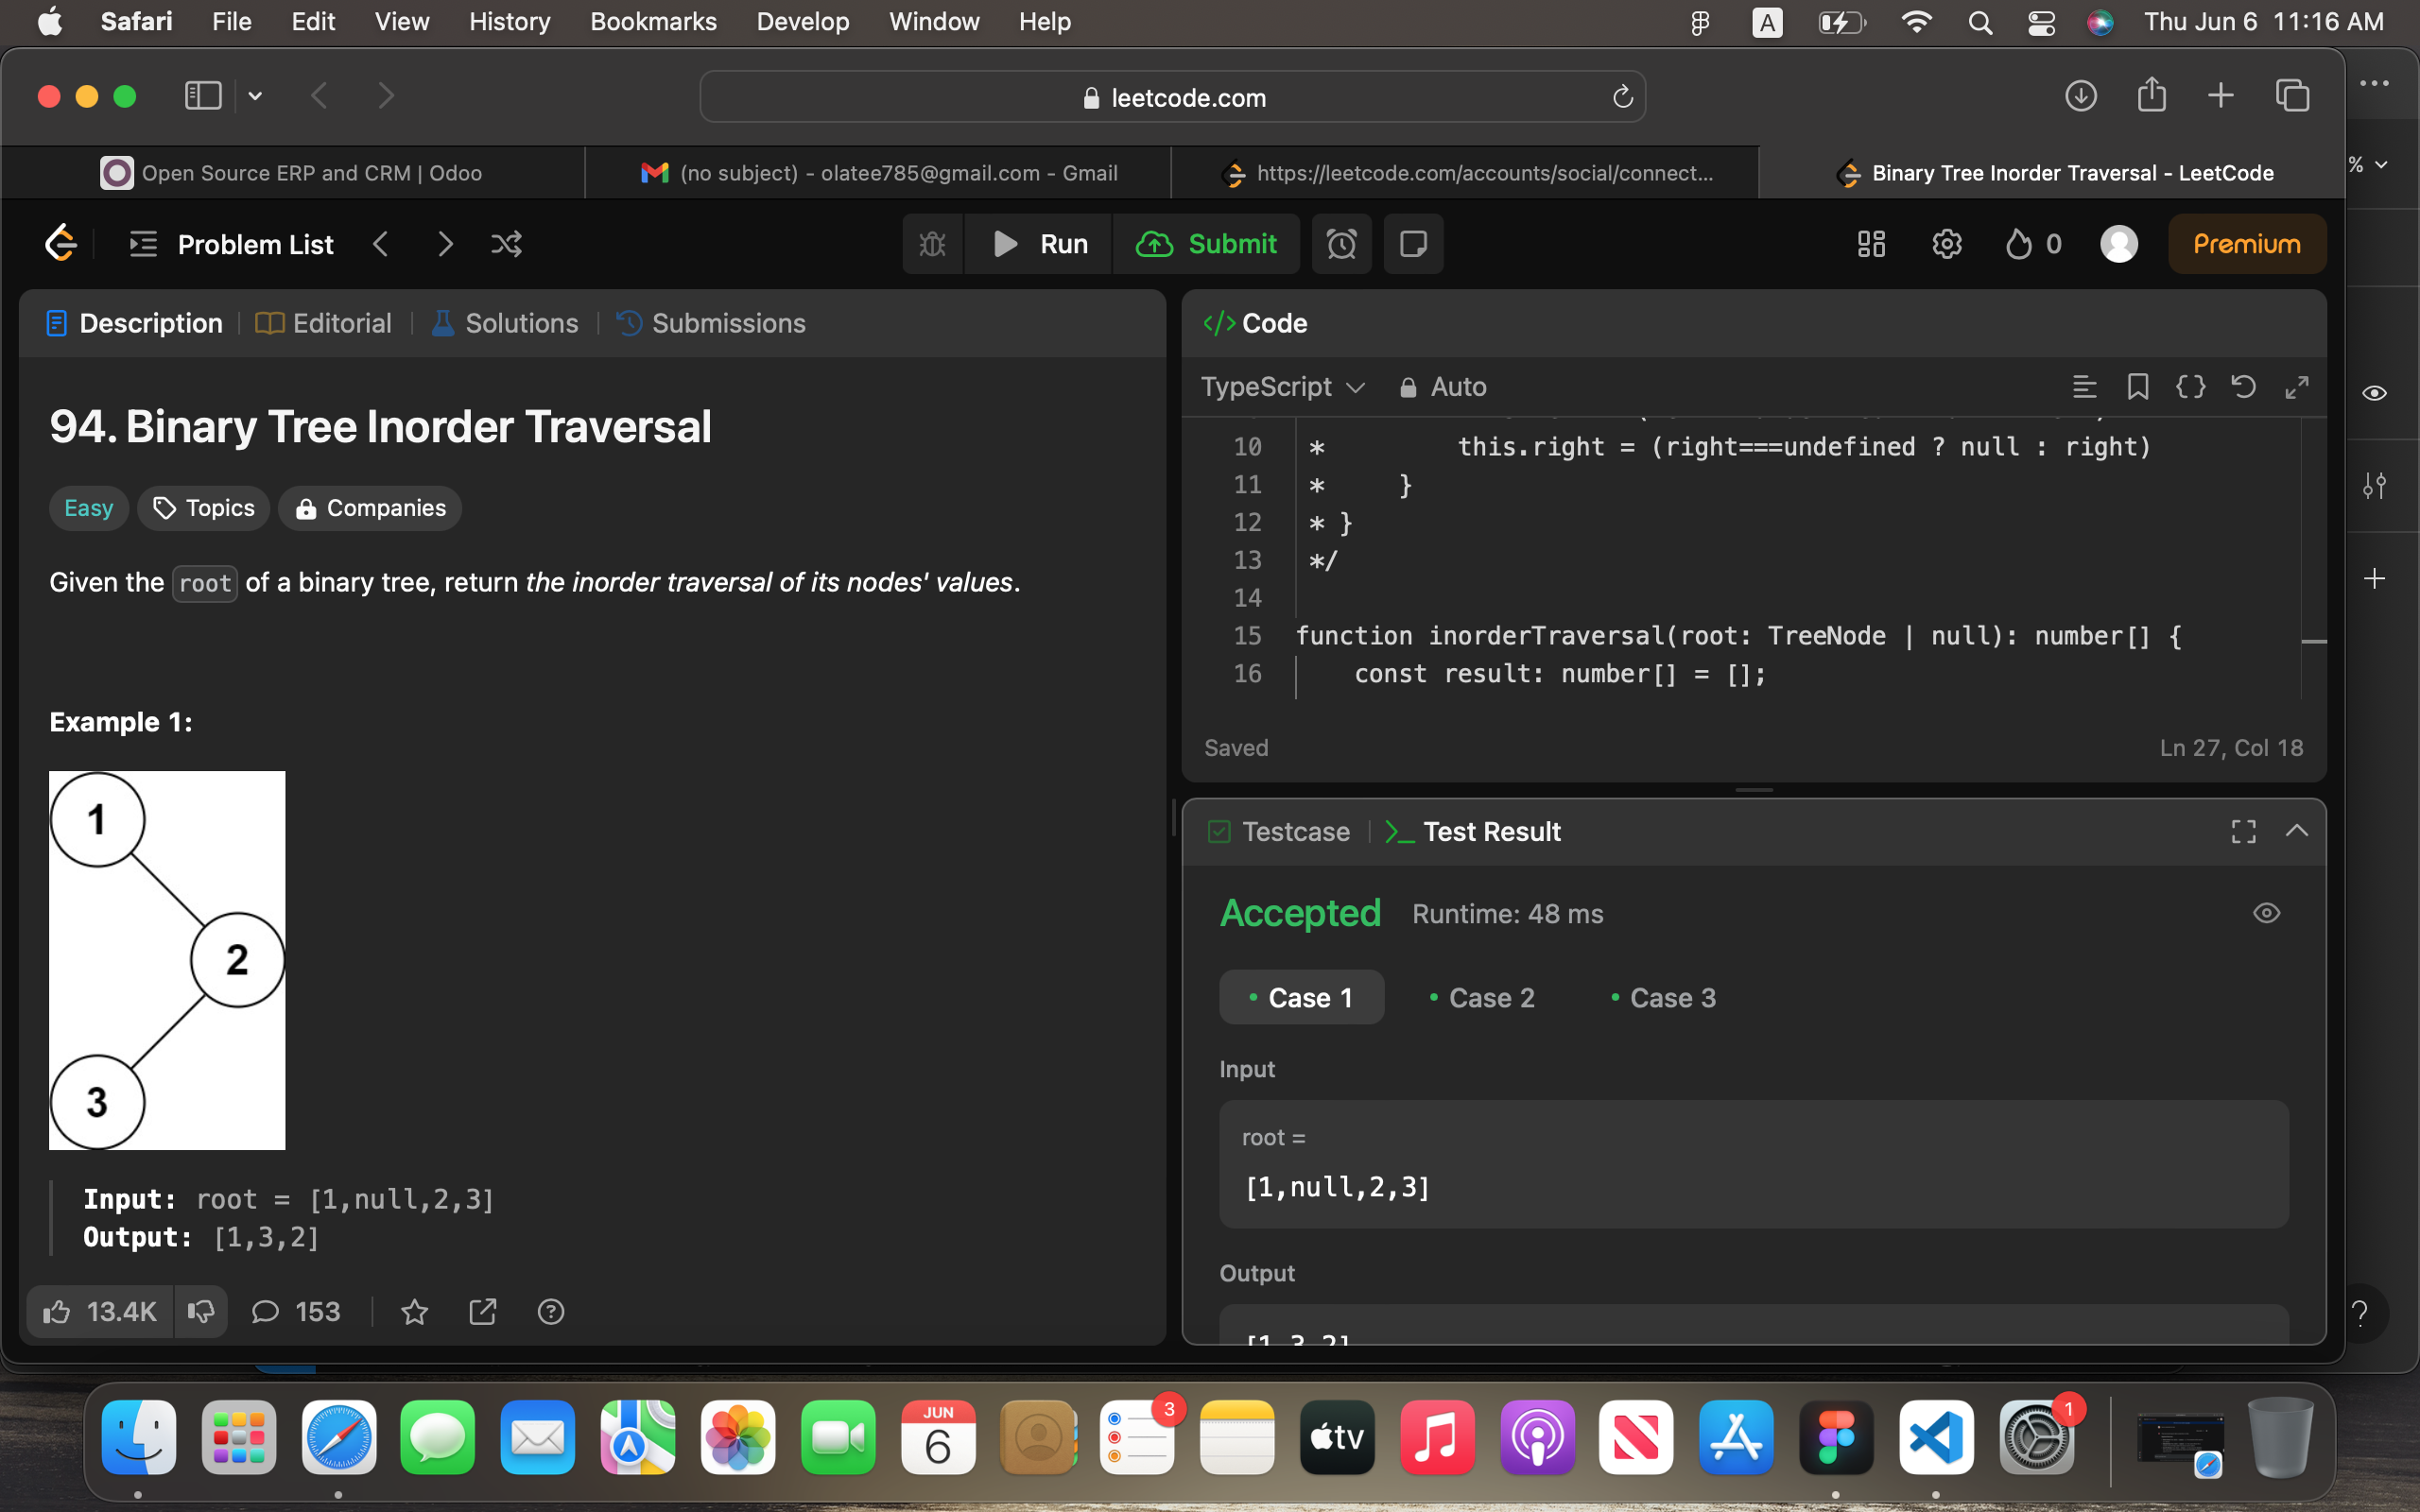 Safari File Edit View History Bookmarks Develop Window Help A Thu Jun 6 11:16 AM
leetcode.com
Open Source ERP and CRM | Odoo
(no subject) - olatee785@gmail.com - Gmail
https://leetcode.com/accounts/social/connect...
Binary Tree Inorder Traversal - LeetCode
%
Problem List
Run
Submit
0
Premium
Description
Editorial
Solutions
Submissions
94. Binary Tree Inorder Traversal
Easy
Topics
Companies
Given the root of a binary tree, return the inorder traversal of its nodes' values.
Example 1:
1
2
3
Input: root = [1,null,2,3]
Output: [1,3,2]
13.4K
153
</> Code
TypeScript
Auto
10 * this.right = (right===undefined ? null : right)
11 * }
12 * }
13 */
14
15 function inorderTraversal(root: TreeNode | null): number[] {
16 const result: number[] = [];
Saved
Ln 27, Col 18
Testcase
>_ Test Result
Accepted
Runtime: 48 ms
Case 1
Case 2
Case 3
Input
root =
[1,null,2,3]
Output
[1,3,2]
?
JUN
6
3
tv
1